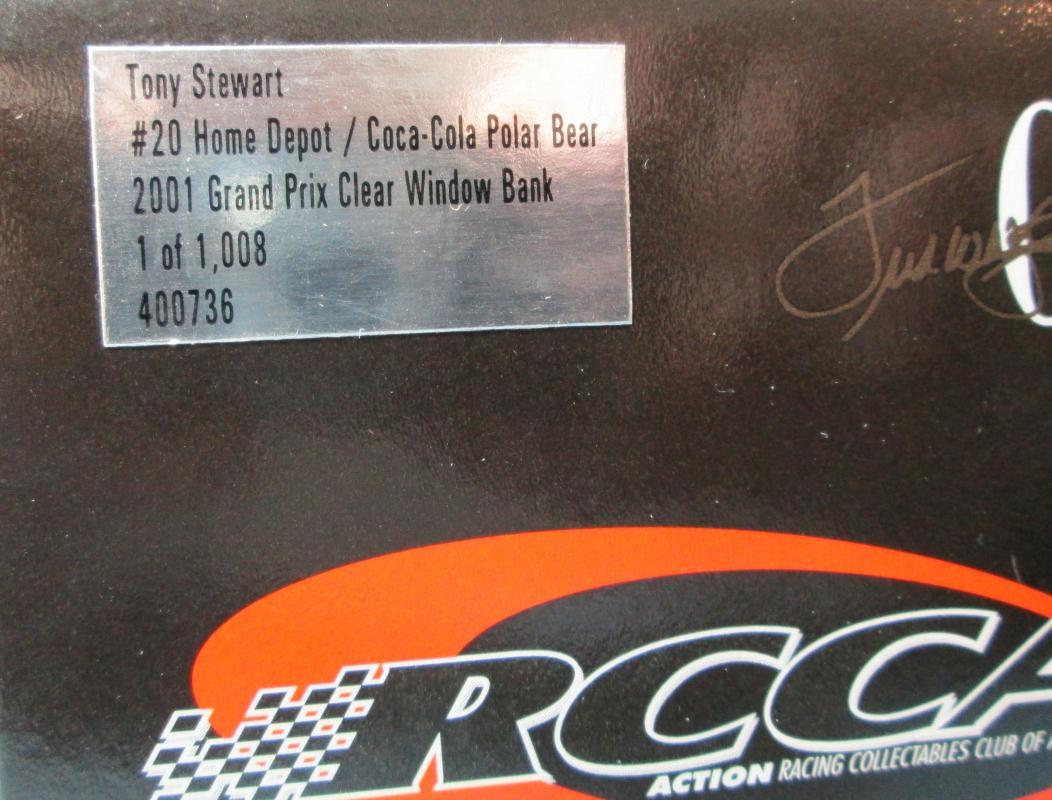 Tony Stewart
#20 Home Depot / Coca-Cola Polar Bear
2001 Grand Prix Clear Window Bank
1 of 1,008
400736
RCCA
ACTION RACING COLLECTABLES CLUB OF